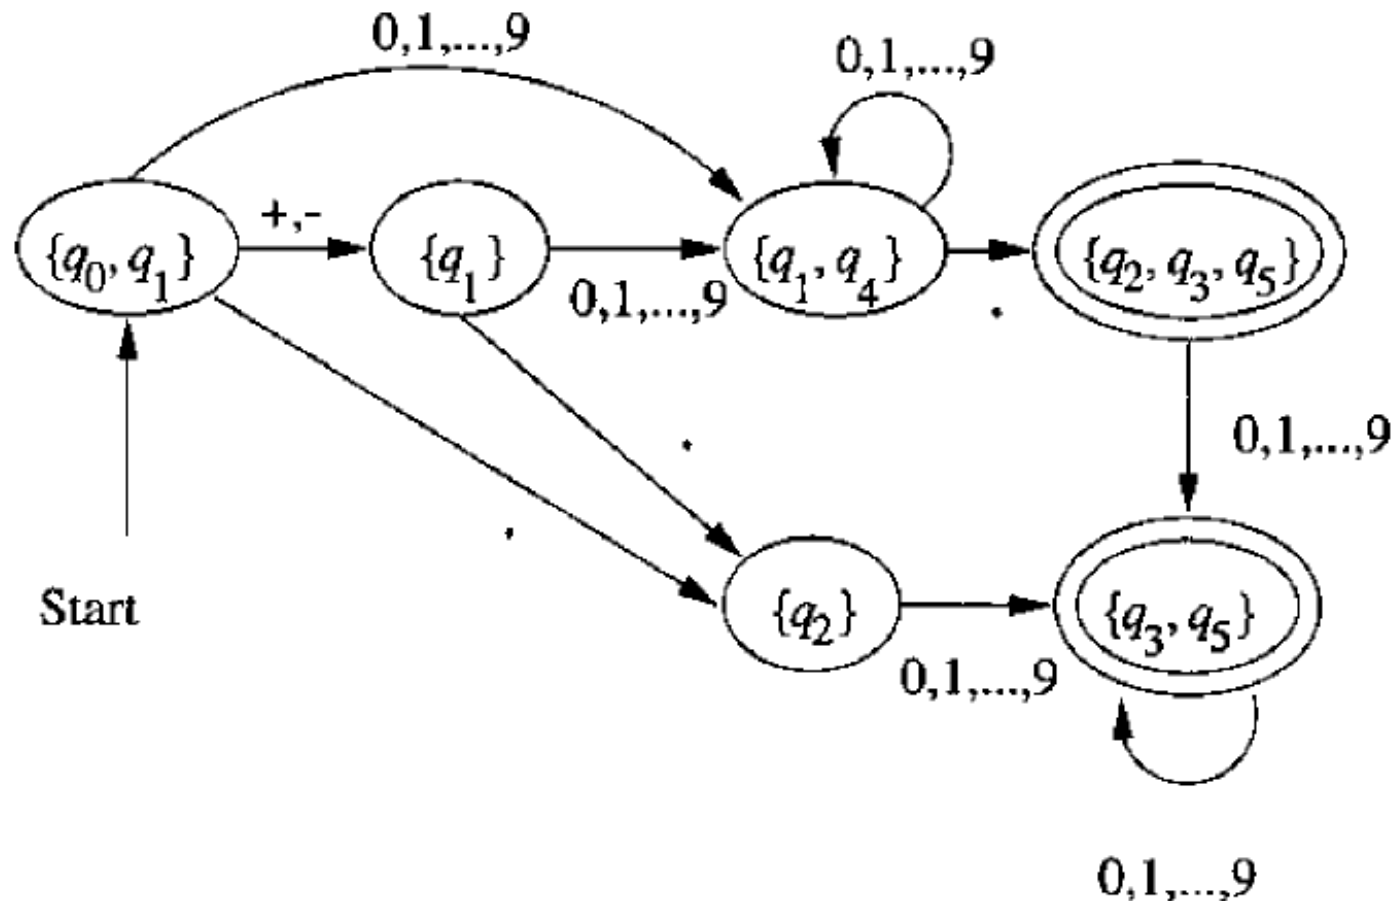 0,1,...,9
0,1,...,9
+,-
{q0, q1}
{q1}
{q1, q4}
{q2, q3, q5}
0,1,...,9
.
.
0,1,...,9
.
Start
{q2}
{q3, q5}
0,1,...,9
0,1,...,9